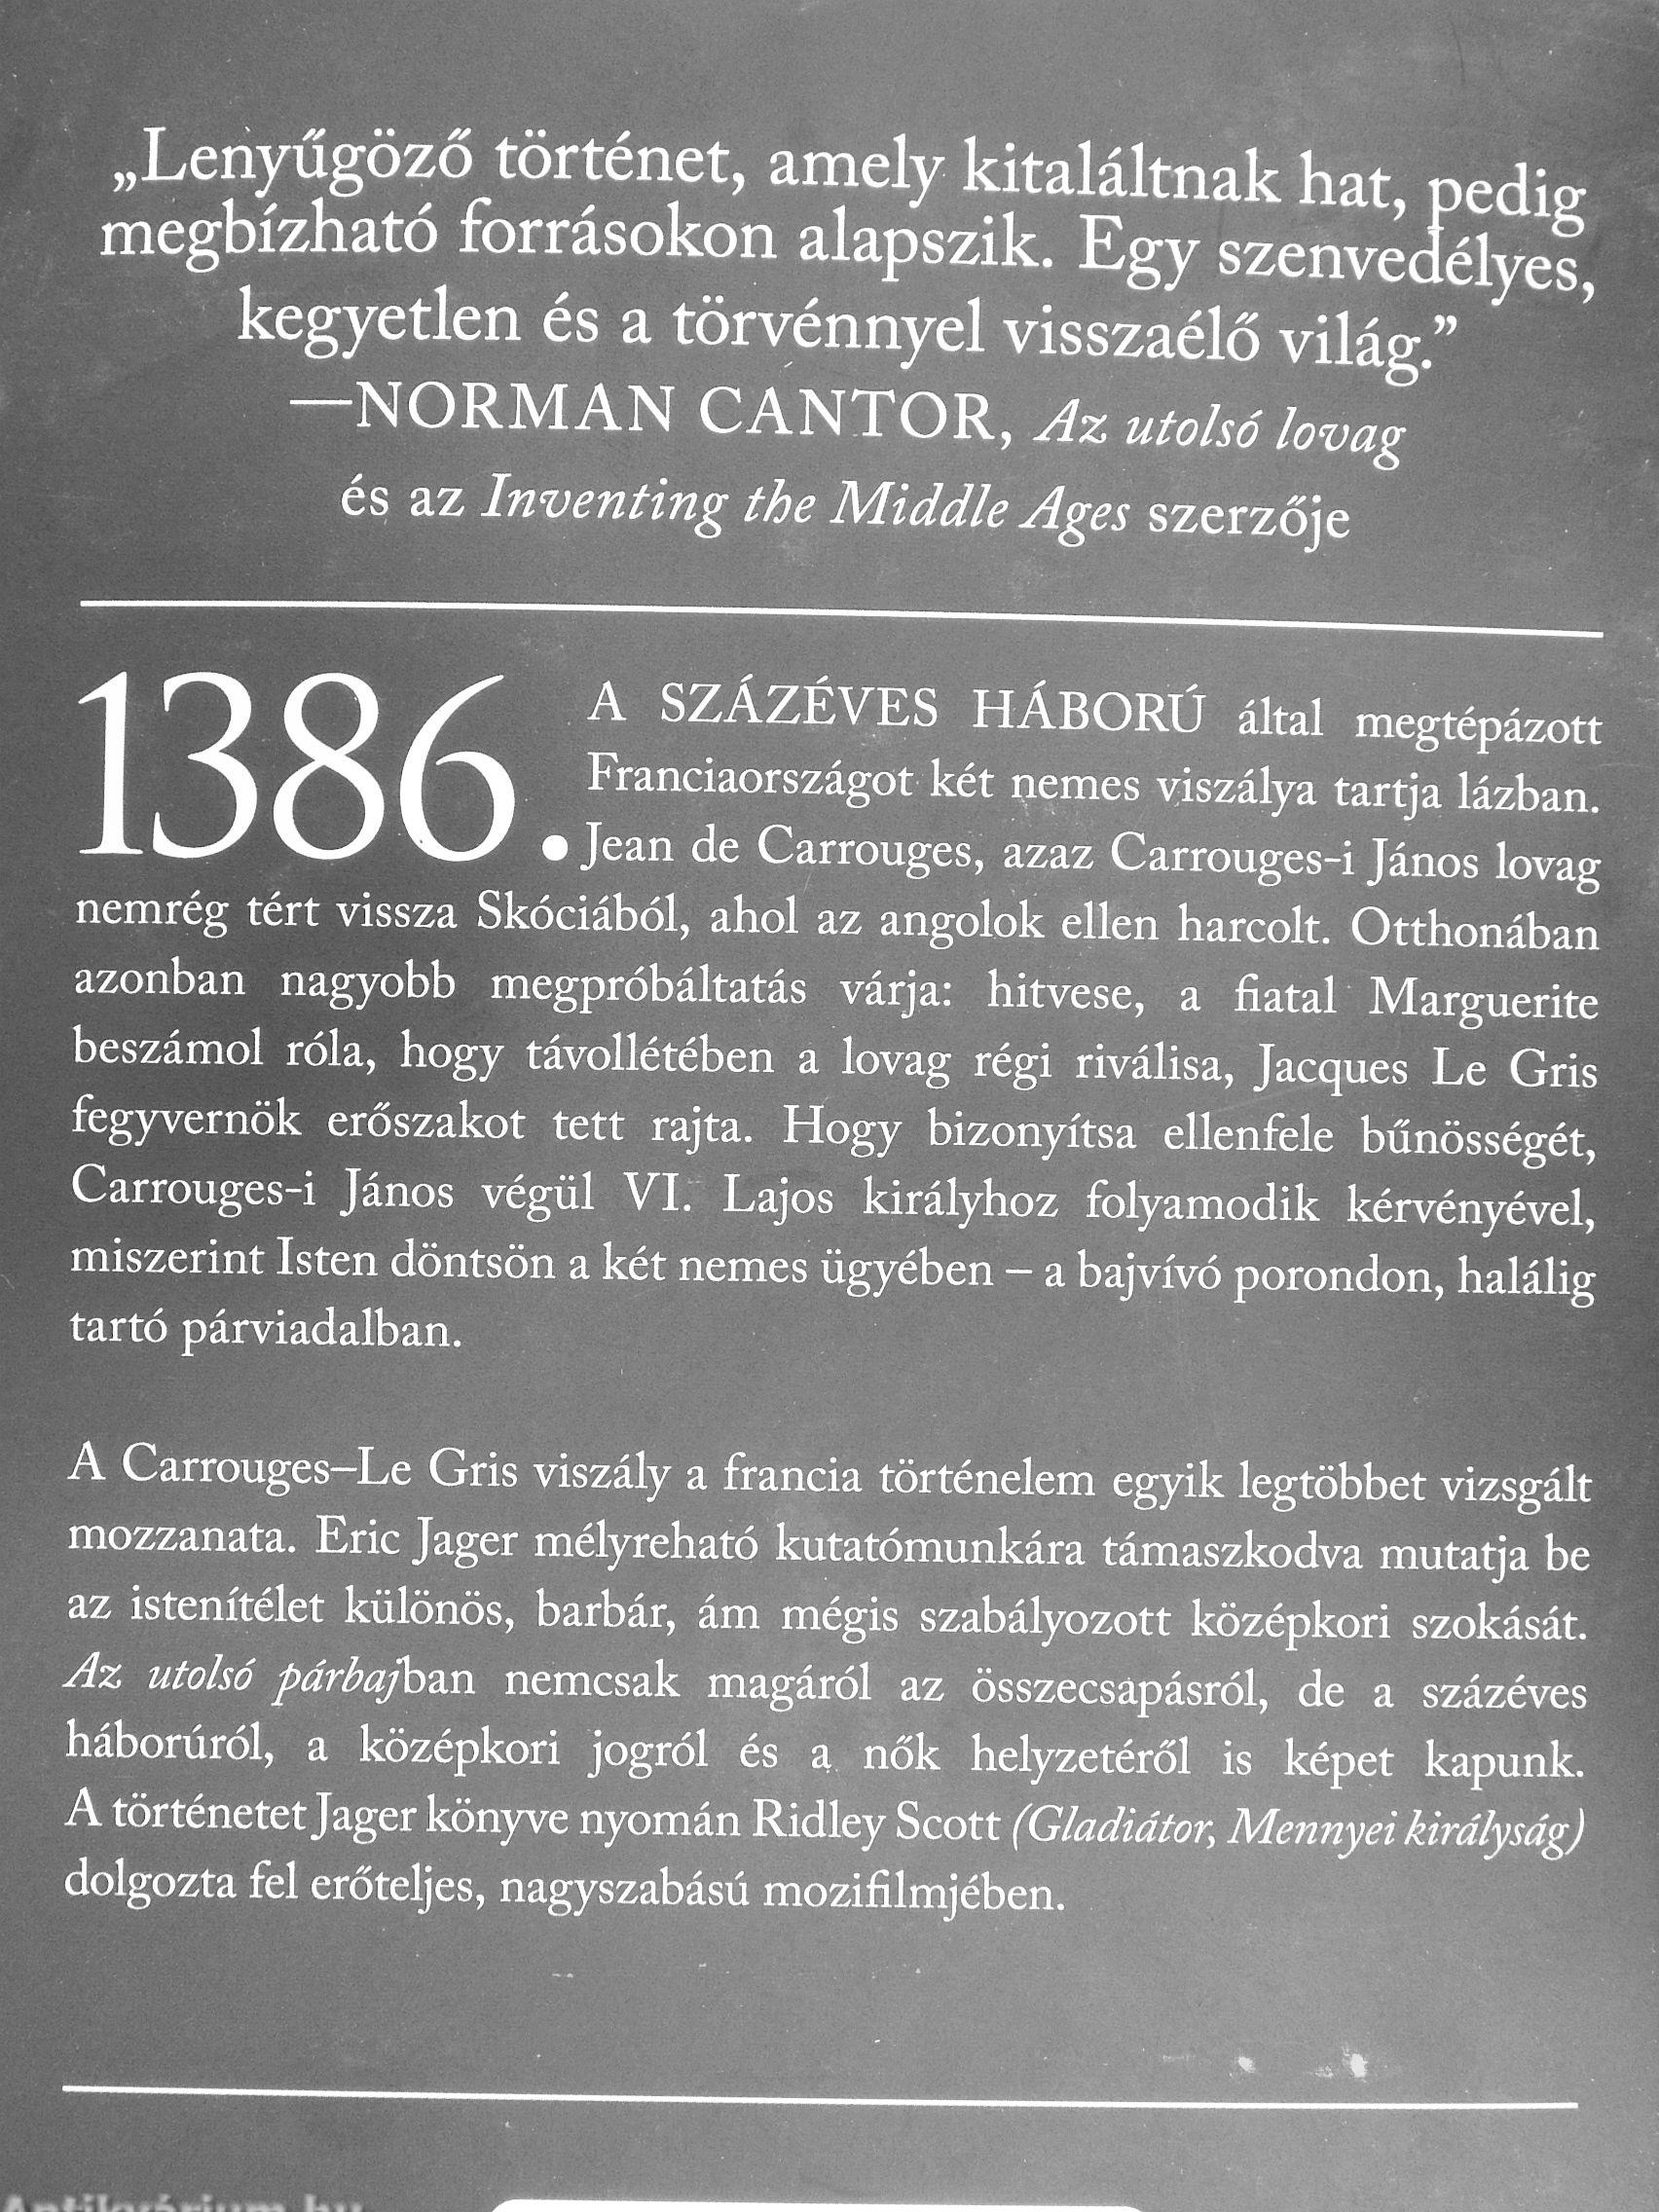 „Lenyűgöző történet, amely kitaláltnak hat, pedig
megbízható forrásokon alapszik. Egy szenvedélyes,
kegyetlen és a törvénnyel visszaélő világ.”
—NORMAN CANTOR, Az utolsó lovag
és az Inventing the Middle Ages szerzője
1386. A SZÁZÉVES HÁBORÚ által megtépázott
Franciaországot két nemes viszálya tartja lázban.
Jean de Carrouges, azaz Carrouges-i János lovag
nemrég tért vissza Skóciából, ahol az angolok ellen harcolt. Otthonában
azonban nagyobb megpróbáltatás várja: hitvese, a fiatal Marguerite
beszámol róla, hogy távollétében a lovag régi riválisa, Jacques Le Gris
fegyvernök erőszakot tett rajta. Hogy bizonyítsa ellenfele bűnösségét,
Carrouges-i János végül VI. Lajos királyhoz folyamodik kérvényével,
miszerint Isten döntsön a két nemes ügyében – a bajvívó porondon, halálig
tartó párviadalban.
A Carrouges–Le Gris viszály a francia történelem egyik legtöbbet vizsgált
mozzanata. Eric Jager mélyreható kutatómunkára támaszkodva mutatja be
az istenítélet különös, barbár, ám mégis szabályozott középkori szokását.
Az utolsó párbajban nemcsak magáról az összecsapásról, de a százéves
háborúról, a középkori jogról és a nők helyzetéről is képet kapunk.
A történetet Jager könyve nyomán Ridley Scott (Gladiátor, Mennyei királyság)
dolgozta fel erőteljes, nagyszabású mozifilmjében.